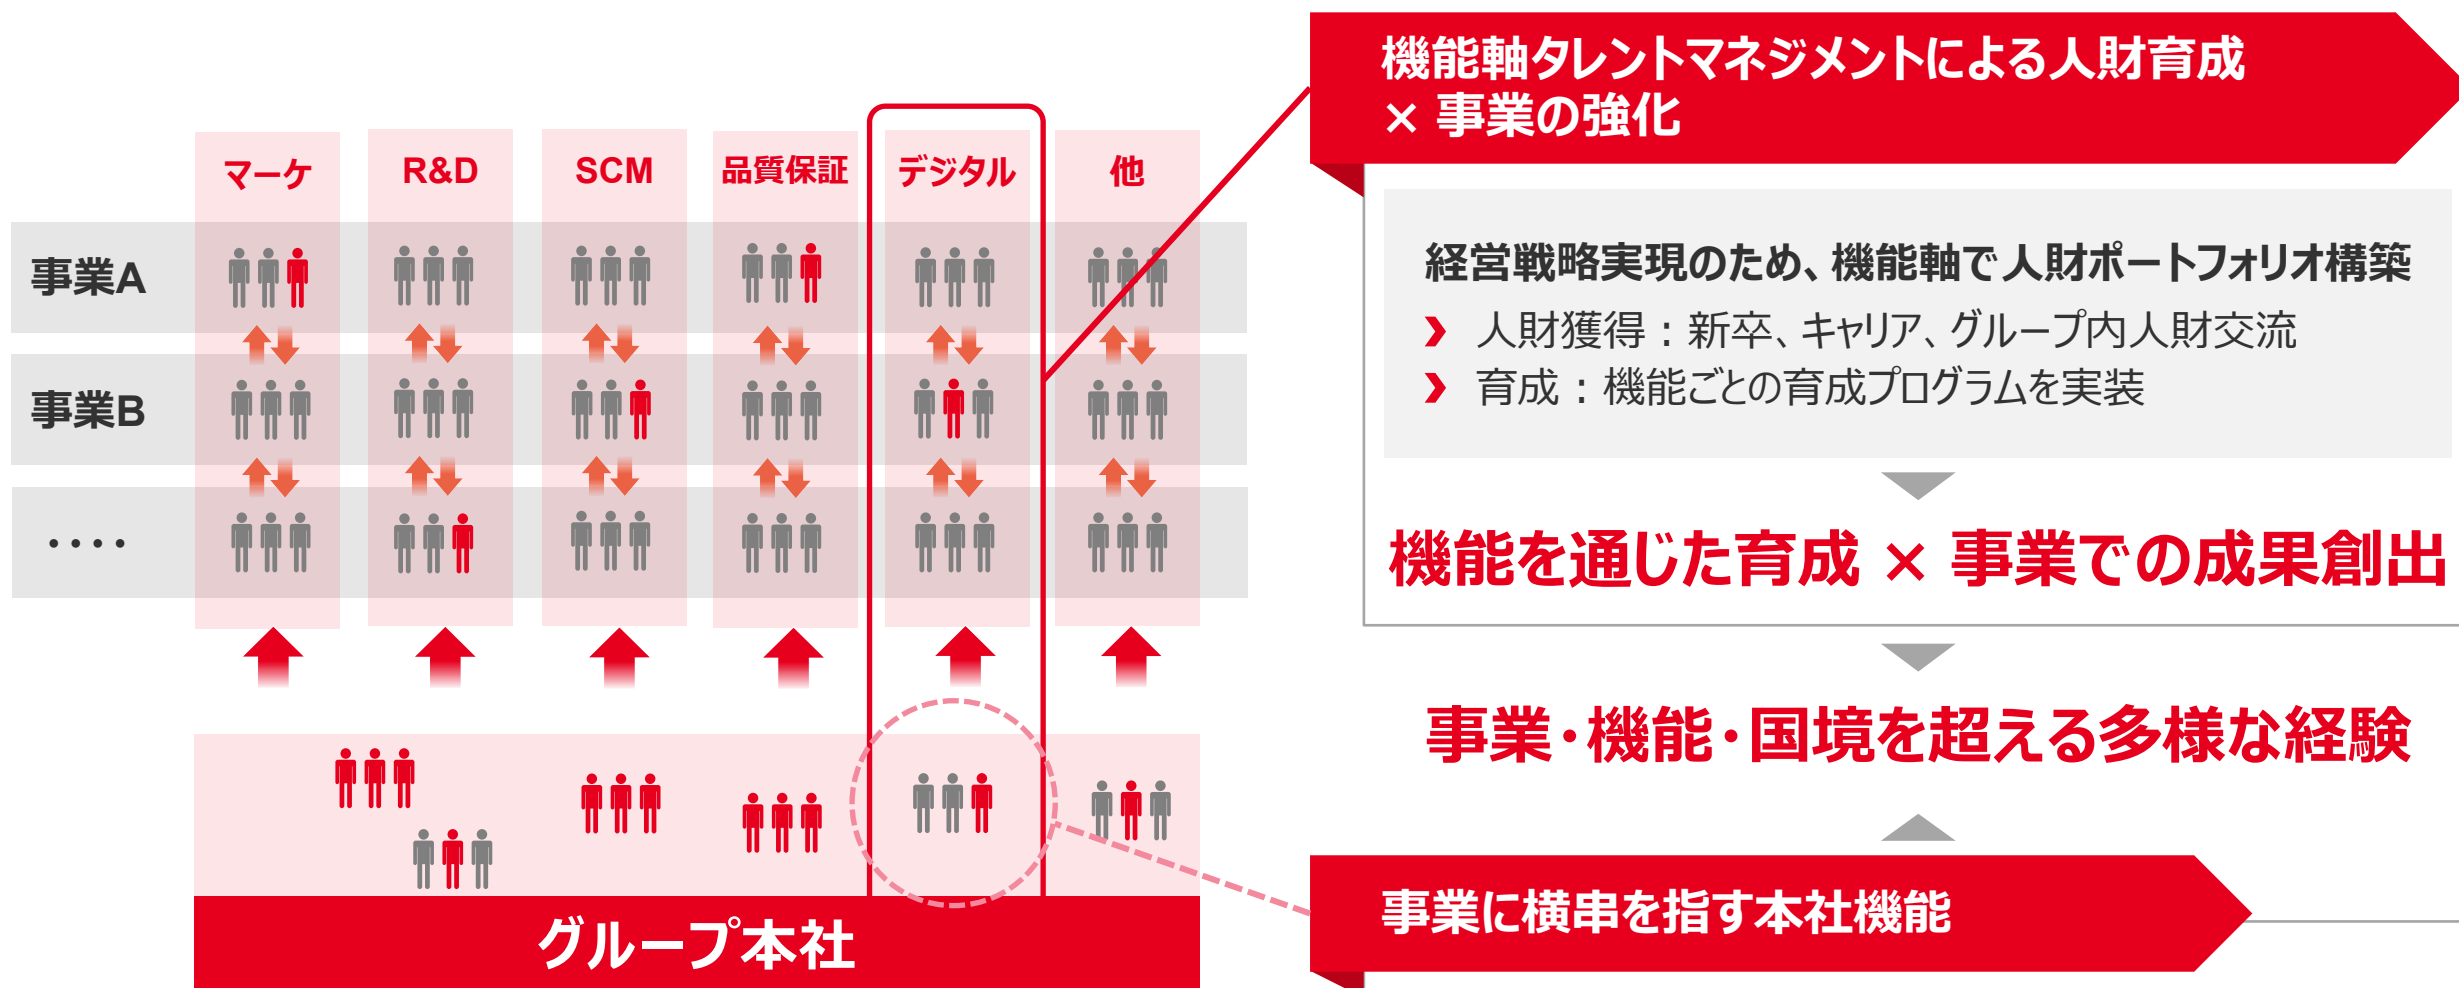 マーケ
R&D
SCM
品質保証
デジタル
他
事業A
事業B
････
グループ本社
機能軸タレントマネジメントによる人財育成
× 事業の強化
経営戦略実現のため、機能軸で人財ポートフォリオ構築
人財獲得：新卒、キャリア、グループ内人財交流
育成：機能ごとの育成プログラムを実装
機能を通じた育成 × 事業での成果創出
事業・機能・国境を超える多様な経験
事業に横串を指す本社機能